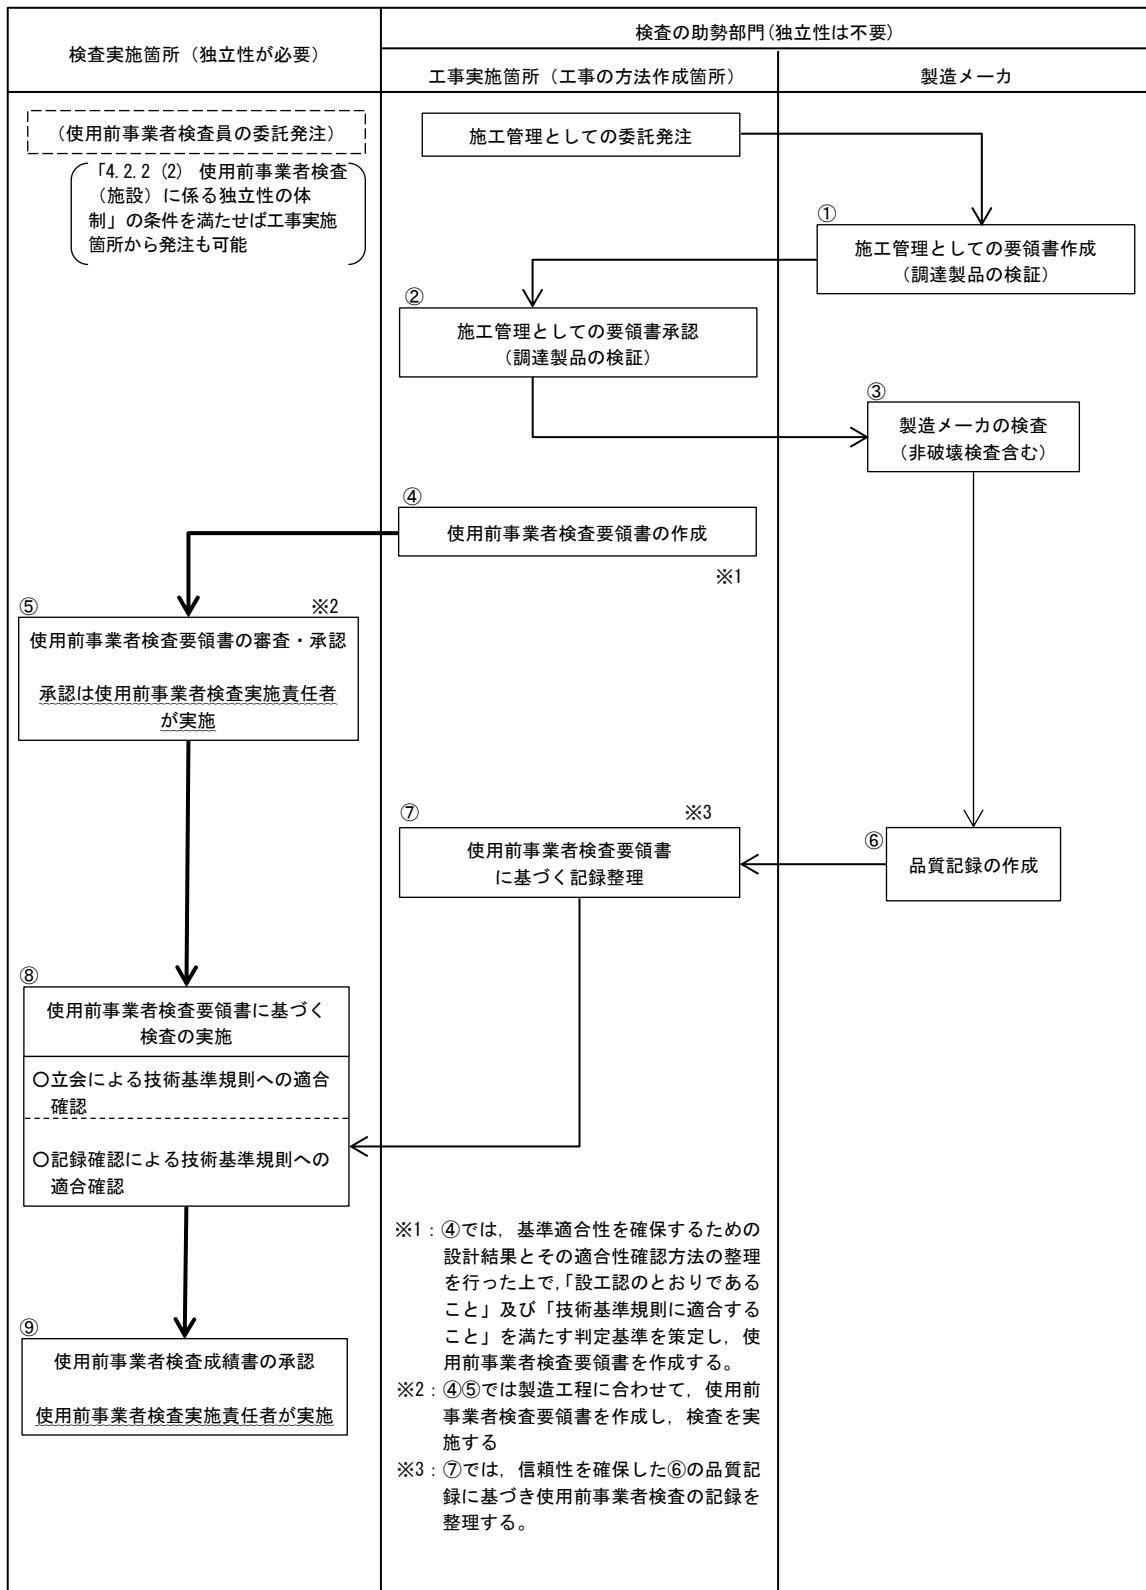 検査実施箇所（独立性が必要）
検査の助勢部門(独立性は不要)
工事実施箇所（工事の方法作成箇所）
製造メーカ
(使用前事業者検査員の委託発注)
「4.2.2 (2) 使用前事業者検査
（施設）に係る独立性の体
制」の条件を満たせば工事実施
箇所から発注も可能
施工管理としての委託発注
①
施工管理としての要領書作成
（調達製品の検証）
②
施工管理としての要領書承認
（調達製品の検証）
③
製造メーカの検査
（非破壊検査含む）
④
使用前事業者検査要領書の作成
※1
⑤
※2
使用前事業者検査要領書の審査・承認
承認は使用前事業者検査実施責任者
が実施
⑥
品質記録の作成
⑦
※3
使用前事業者検査要領書
に基づく記録整理
⑧
使用前事業者検査要領書に基づく
検査の実施
○立会による技術基準規則への適合
確認
○記録確認による技術基準規則への
適合確認
⑨
使用前事業者検査成績書の承認
使用前事業者検査実施責任者が実施
※1：④では，基準適合性を確保するための
設計結果とその適合性確認方法の整理
を行った上で，「設工認のとおりである
こと」及び「技術基準規則に適合する
こと」を満たす判定基準を策定し，使
用前事業者検査要領書を作成する。
※2：④⑤では製造工程に合わせて，使用前
事業者検査要領書を作成し，検査を実
施する
※3：⑦では，信頼性を確保した⑥の品質記
録に基づき使用前事業者検査の記録を
整理する。